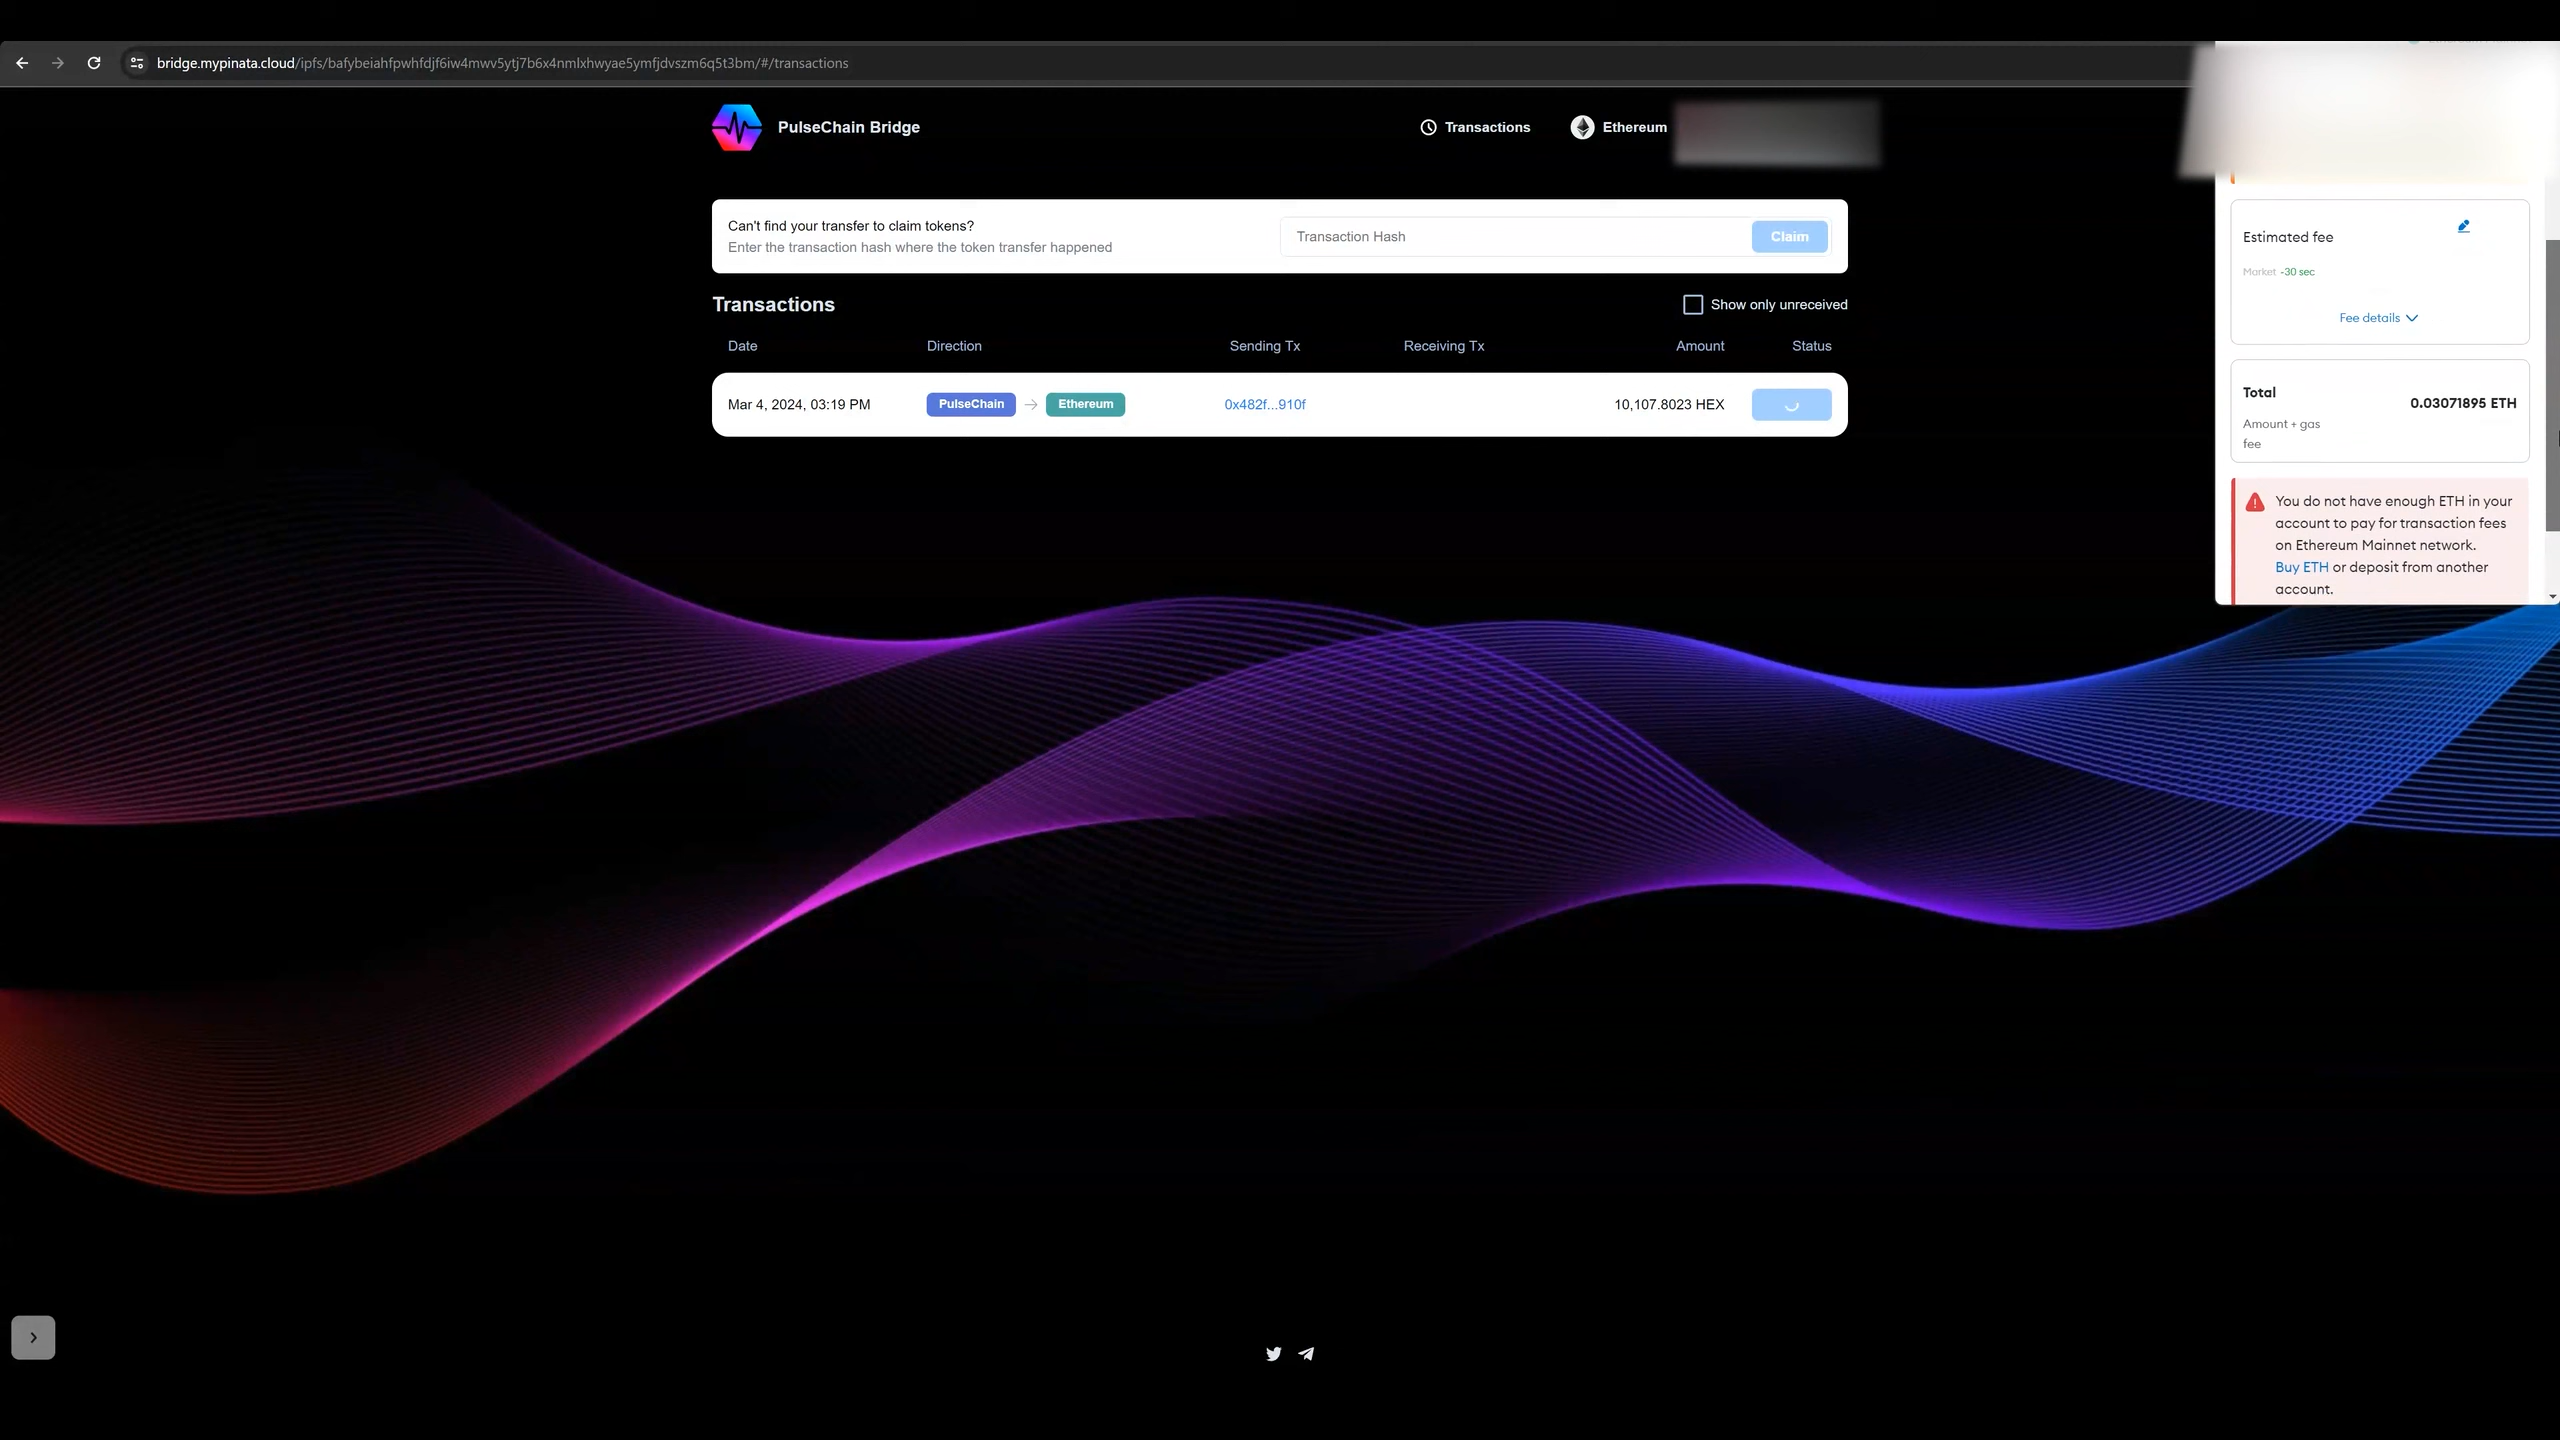 bridge.mypinata.cloud/ipfs/bafybeiahfpwhfdjf6iw4mwv5ytj7b6x4nmlxhwyae5ymfjdvszm6q5t3bm/#/transactions
PulseChain Bridge
Transactions
Ethereum
Can't find your transfer to claim tokens?
Enter the transaction hash where the token transfer happened
Transaction Hash
Claim
Transactions
Show only unreceived
Date Direction Sending Tx Receiving Tx Amount Status
Mar 4, 2024, 03:19 PM PulseChain → Ethereum 0x482f...910f 10,107.8023 HEX
Estimated fee
Market ~30 sec
Fee details
Total
0.03071895 ETH
Amount + gas
fee
You do not have enough ETH in your
account to pay for transaction fees
on Ethereum Mainnet network.
Buy ETH or deposit from another
account.